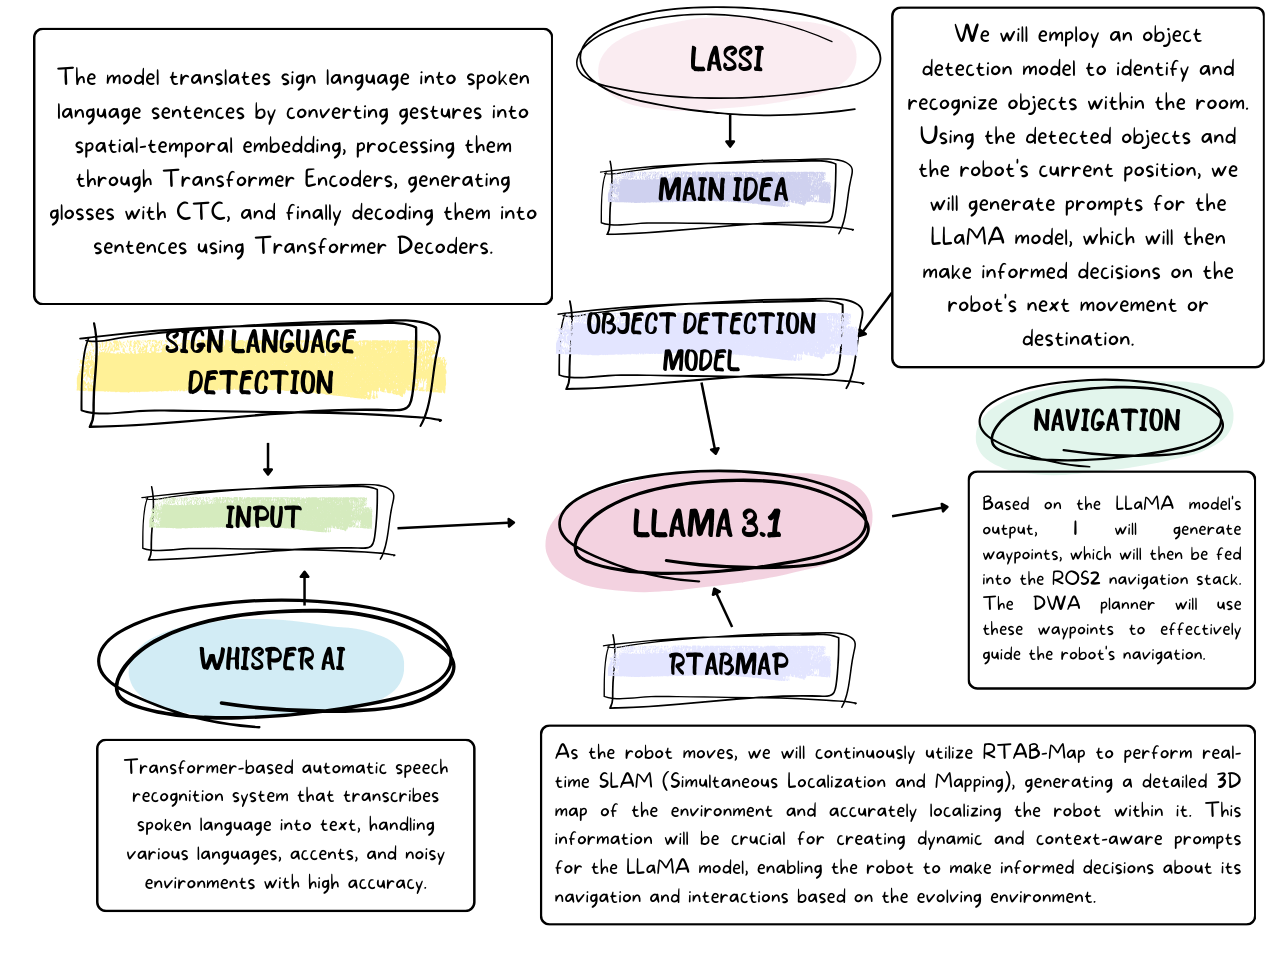 LASSI
MAIN IDEA
The model translates sign language into spoken
language sentences by converting gestures into
spatial-temporal embedding, processing them
through Transformer Encoders, generating
glosses with CTC, and finally decoding them into
sentences using Transformer Decoders.
We will employ an object
detection model to identify and
recognize objects within the room.
Using the detected objects and
the robot's current position, we
will generate prompts for the
LLaMA model, which will then
make informed decisions on the
robot's next movement or
destination.
SIGN LANGUAGE
DETECTION
OBJECT DETECTION
MODEL
NAVIGATION
INPUT
LLAMA 3.1
Based on the LLaMA model's
output, I will generate
waypoints, which will then be fed
into the ROS2 navigation stack.
The DWA planner will use
these waypoints to effectively
guide the robot's navigation.
WHISPER AI
RTABMAP
Transformer-based automatic speech
recognition system that transcribes
spoken language into text, handling
various languages, accents, and noisy
environments with high accuracy.
As the robot moves, we will continuously utilize RTAB-Map to perform real-
time SLAM (Simultaneous Localization and Mapping), generating a detailed 3D
map of the environment and accurately localizing the robot within it. This
information will be crucial for creating dynamic and context-aware prompts
for the LLaMA model, enabling the robot to make informed decisions about its
navigation and interactions based on the evolving environment.